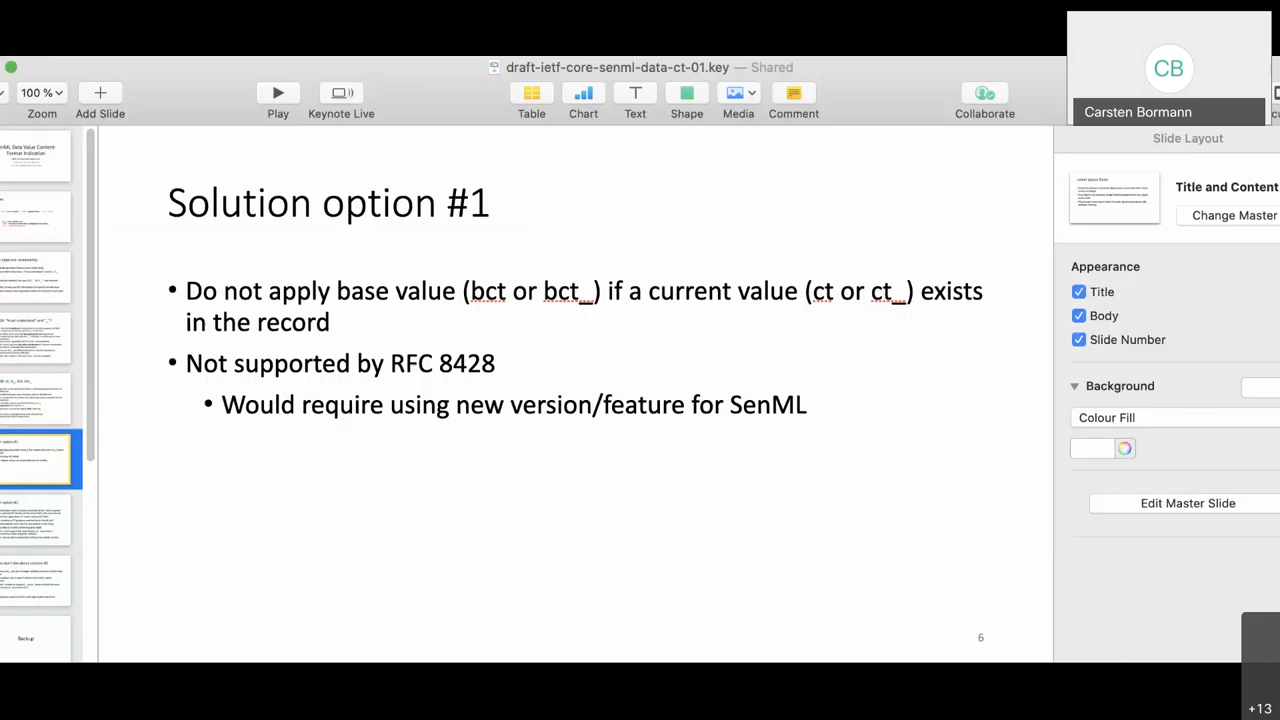 CB
Carsten Bormann
draft-ietf-core-senml-data-ct-01.key — Shared
100 %
Zoom
Add Slide
Play
Keynote Live
Table
Chart
Text
Shape
Media
Comment
Collaborate
Slide Layout
Title and Content
Change Master
Appearance
Title
Body
Slide Number
Background
Colour Fill
Edit Master Slide
Solution option #1
• Do not apply base value (bct or bct_) if a current value (ct or ct_) exists
in the record
• Not supported by RFC 8428
• Would require using new version/feature for SenML
6
Backup
+13